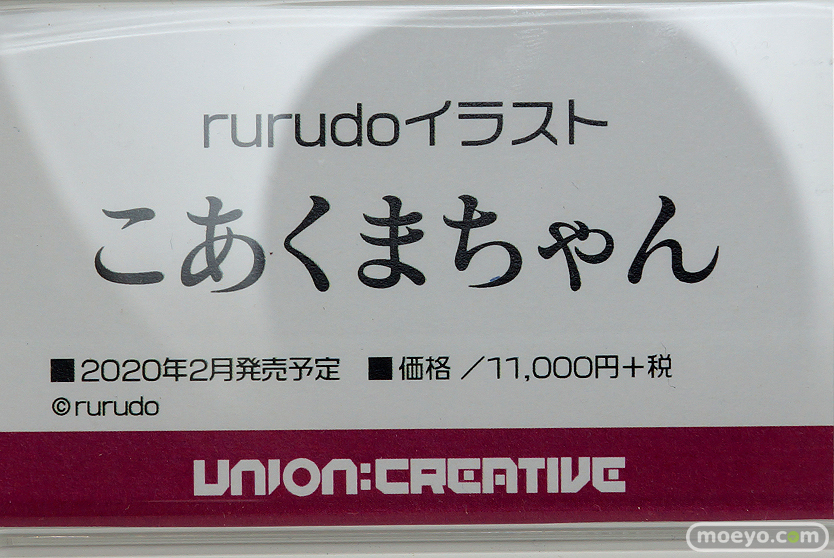 rurudoイラスト
こあくまちゃん
■2020年2月発売予定 ■価格／11,000円＋税
©rurudo
UNION:CREATIVE
moeyo.com